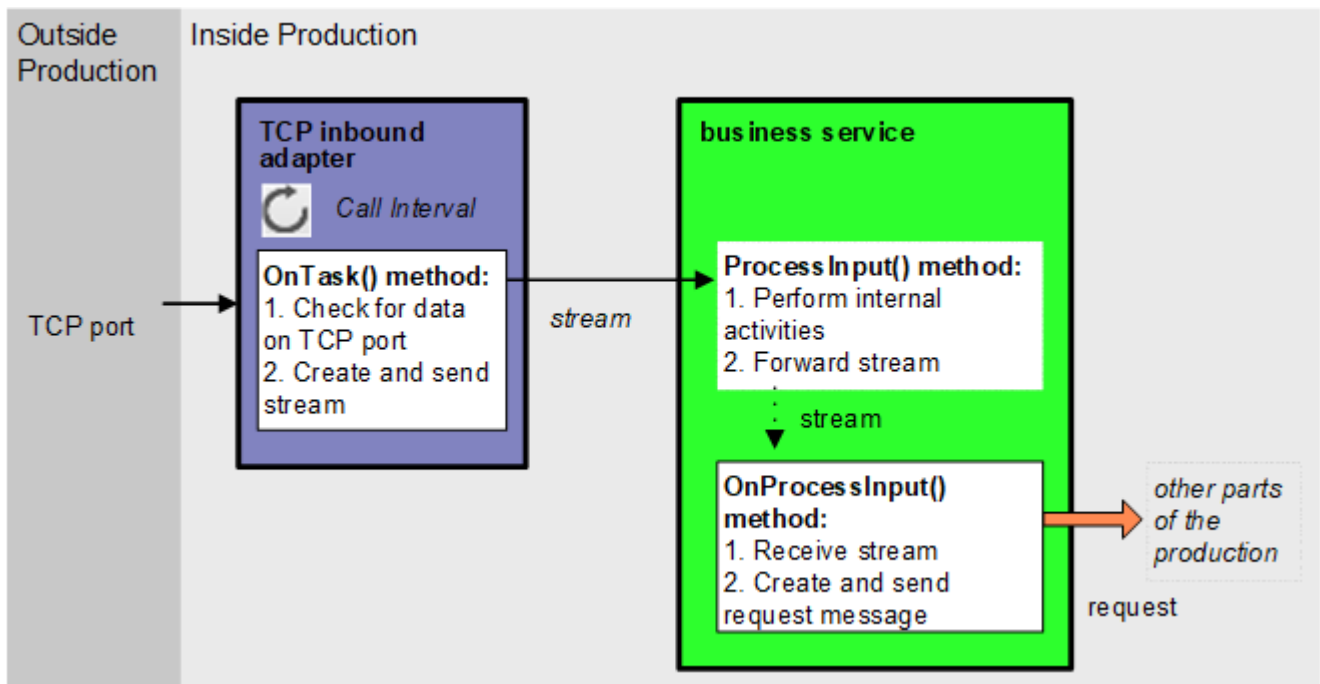 Outside
Production
Inside Production
TCP port
TCP inbound
adapter
Call Interval
OnTask() method:
1. Check for data
on TCP port
2. Create and send
stream
stream
business service
ProcessInput() method:
1. Perform internal
activities
2. Forward stream
stream
OnProcessInput()
method:
1. Receive stream
2. Create and send
request message
request
other parts
of the
production